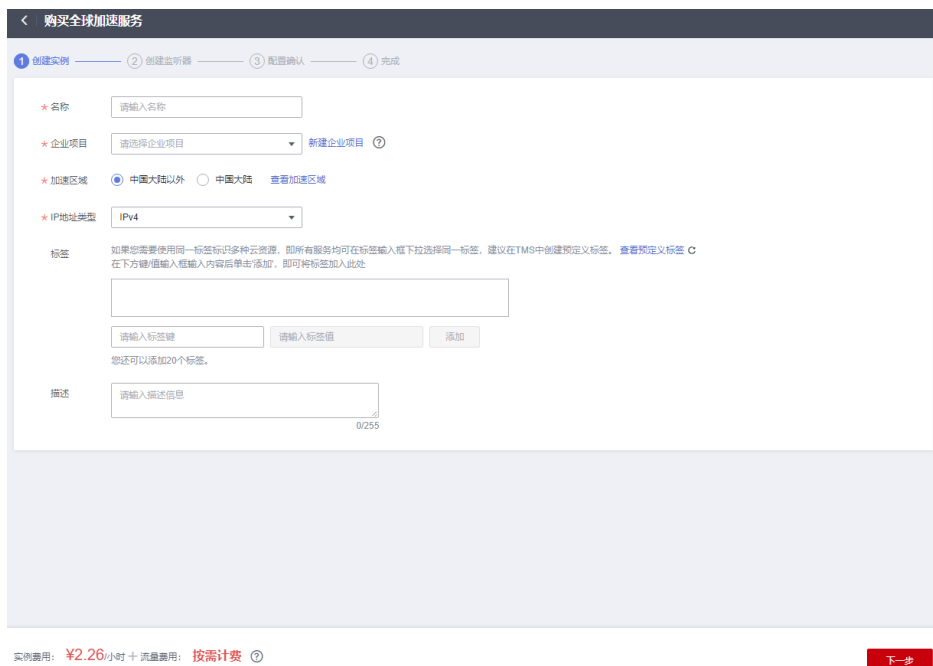 购买全球加速服务
1 创建实例 2 创建监听器 3 配置确认 4 完成
* 名称 请输入名称
* 企业项目 请选择企业项目 新建企业项目 ?
* 加速区域 中国大陆以外 中国大陆 查看加速区域
* IP地址类型 IPv4
标签 如果您需要使用同一标签标识多种云资源，即所有服务均可在标签输入框下拉选择同一标签，建议在TMS中创建预定义标签。 查看预定义标签
在下方键/值输入框输入内容后单击'添加'，即可将标签加入此处
请输入标签键 请输入标签值 添加
您还可以添加20个标签。
描述 请输入描述信息
0/255
实例费用： ¥2.26/小时 + 流量费用： 按需计费 ?
下一步